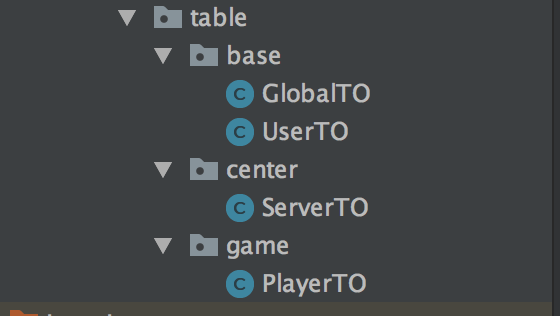 table
base
C GlobalTO
C UserTO
center
C ServerTO
game
C PlayerTO